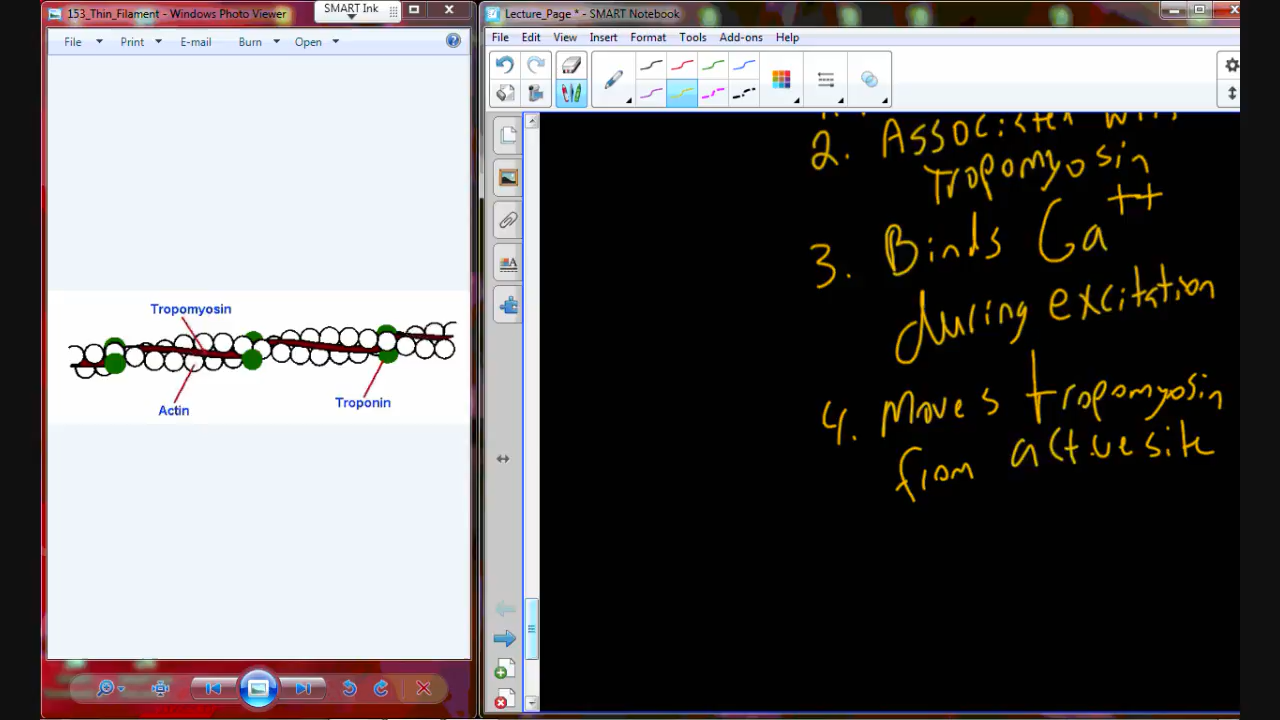 153_Thin_Filament - Windows Photo Viewer
SMART Ink
File Print E-mail Burn Open
Tropomyosin
Actin
Troponin
Lecture_Page * - SMART Notebook
File Edit View Insert Format Tools Add-ons Help
2. Associated with
Tropomyosin
3. Binds Ca++
during excitation
4. Moves tropomyosin
from active site